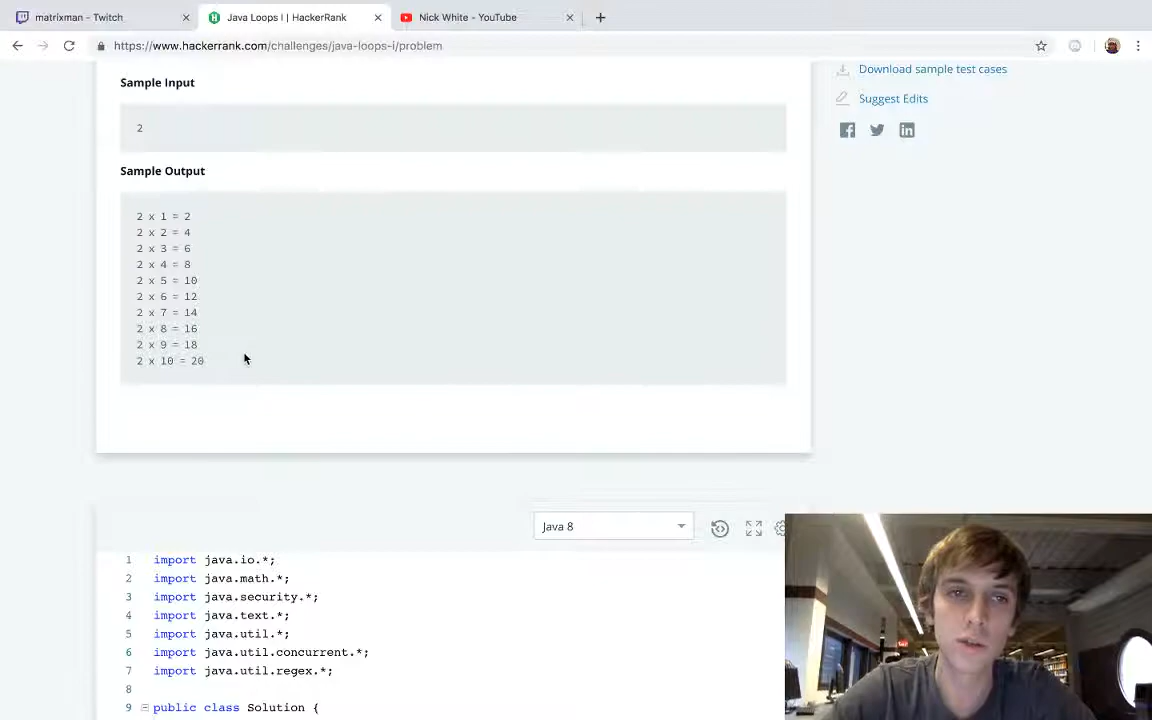 matrixman - Twitch
Java Loops I | HackerRank
Nick White - YouTube
https://www.hackerrank.com/challenges/java-loops-i/problem
Sample Input
2
Sample Output
2 x 1 = 2
2 x 2 = 4
2 x 3 = 6
2 x 4 = 8
2 x 5 = 10
2 x 6 = 12
2 x 7 = 14
2 x 8 = 16
2 x 9 = 18
2 x 10 = 20
Download sample test cases
Suggest Edits
Java 8
1 import java.io.*;
2 import java.math.*;
3 import java.security.*;
4 import java.text.*;
5 import java.util.*;
6 import java.util.concurrent.*;
7 import java.util.regex.*;
8
9 public class Solution {